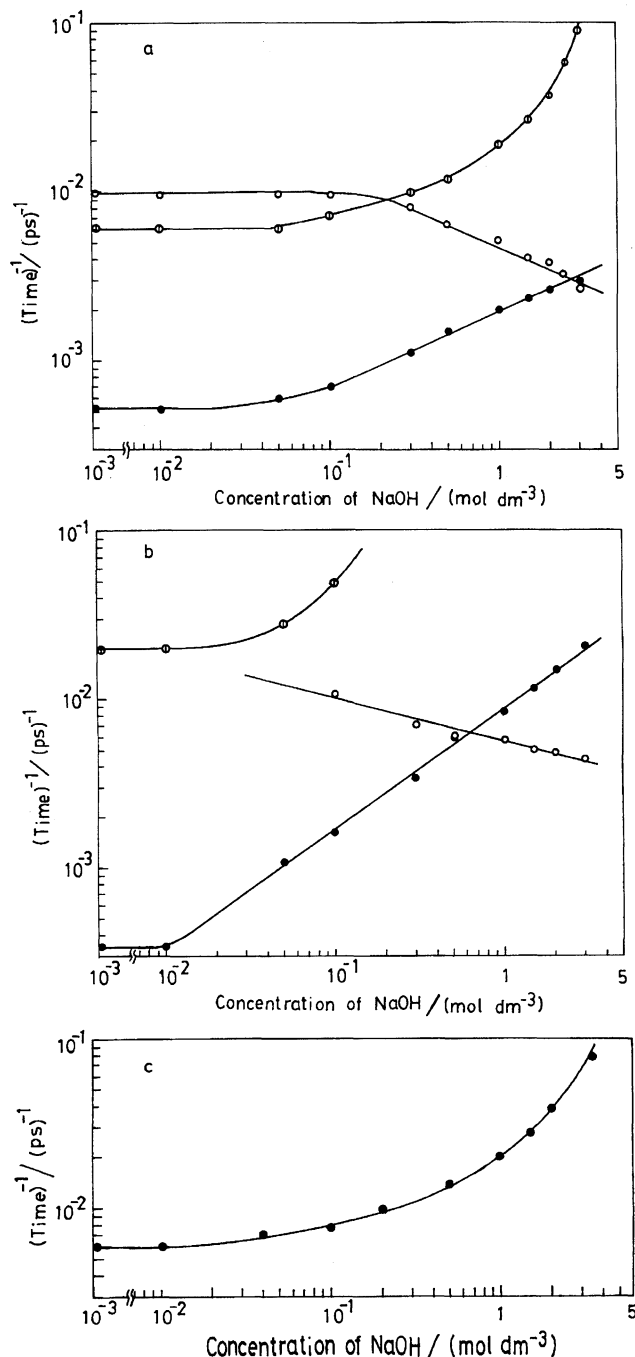 a
10⁻¹
10⁻²
10⁻³
(Time)⁻¹/(ps)⁻¹
10⁻³ 10⁻² 10⁻¹ 1 5
Concentration of NaOH/(mol dm⁻³)
b
10⁻¹
10⁻²
10⁻³
(Time)⁻¹/(ps)⁻¹
10⁻³ 10⁻² 10⁻¹ 1 5
Concentration of NaOH/(mol dm⁻³)
c
10⁻¹
10⁻²
(Time)⁻¹/(ps)⁻¹
10⁻³ 10⁻² 10⁻¹ 1 5
Concentration of NaOH/(mol dm⁻³)